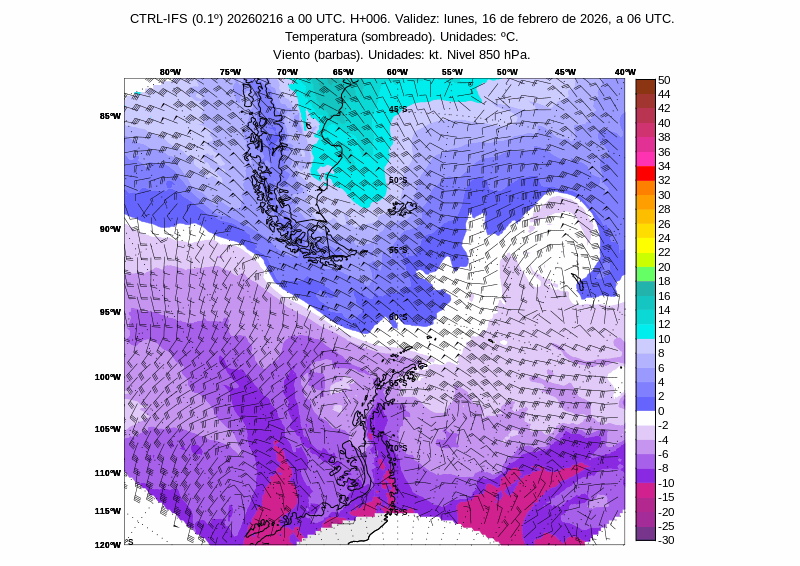 CTRL-IFS (0.1º) 20260216 a 00 UTC. H+006. Validez: lunes, 16 de febrero de 2026, a 06 UTC.
Temperatura (sombreado). Unidades: ºC.
Viento (barbas). Unidades: kt. Nivel 850 hPa.
80°W 75°W 70°W 65°W 60°W 55°W 50°W 45°W 40°W
85°W
90°W
95°W
100°W
105°W
110°W
115°W
120°W
45°S
50°S
55°S
60°S
65°S
70°S
75°S
°S
50
44
42
40
38
36
34
32
30
28
26
24
22
20
18
16
14
12
10
8
6
4
2
0
-2
-4
-6
-8
-10
-15
-20
-25
-30